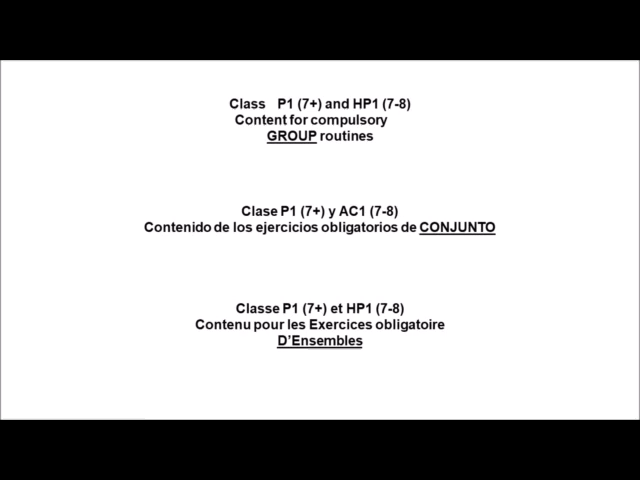 Class P1 (7+) and HP1 (7-8)
Content for compulsory
GROUP routines
Clase P1 (7+) y AC1 (7-8)
Contenido de los ejercicios obligatorios de CONJUNTO
Classe P1 (7+) et HP1 (7-8)
Contenu pour les Exercices obligatoire
D'Ensembles